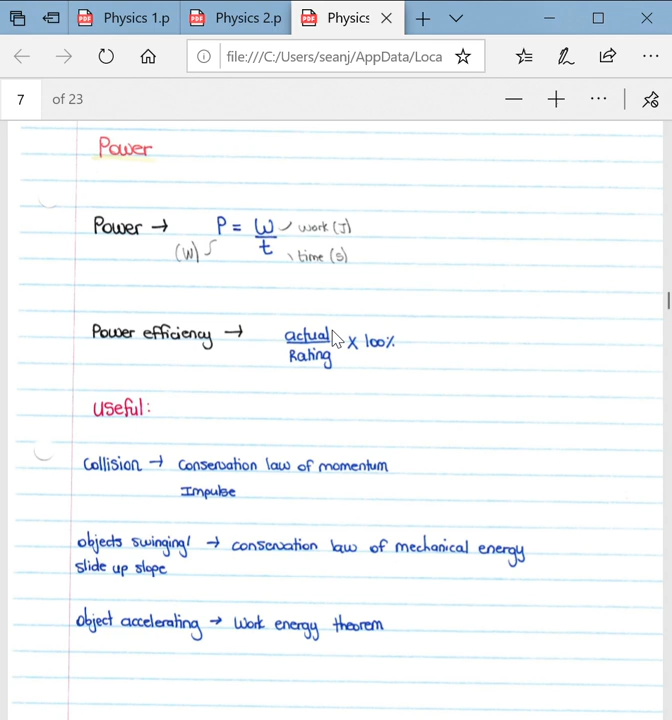 Physics 1.p
Physics 2.p
Physics
file:///C:/Users/seanj/AppData/Loca
7 of 23
Power
Power → P = W work (J)
(W) t time (s)
Power efficiency → actual x 100%
Rating
Useful:
Collision → conservation law of momentum
Impulse
objects swinging/ → conservation law of mechanical energy
slide up slope
object accelerating → Work energy theorem